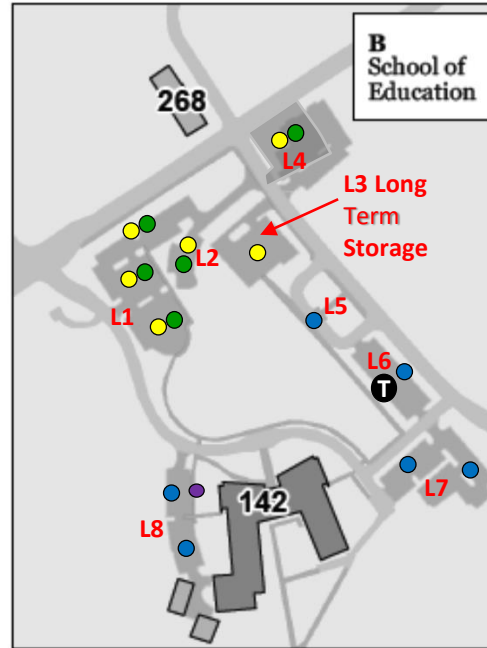 B
School of
Education
268
L4
L3 Long
Term
Storage
L2
L1
L5
L6
T
L7
142
L8